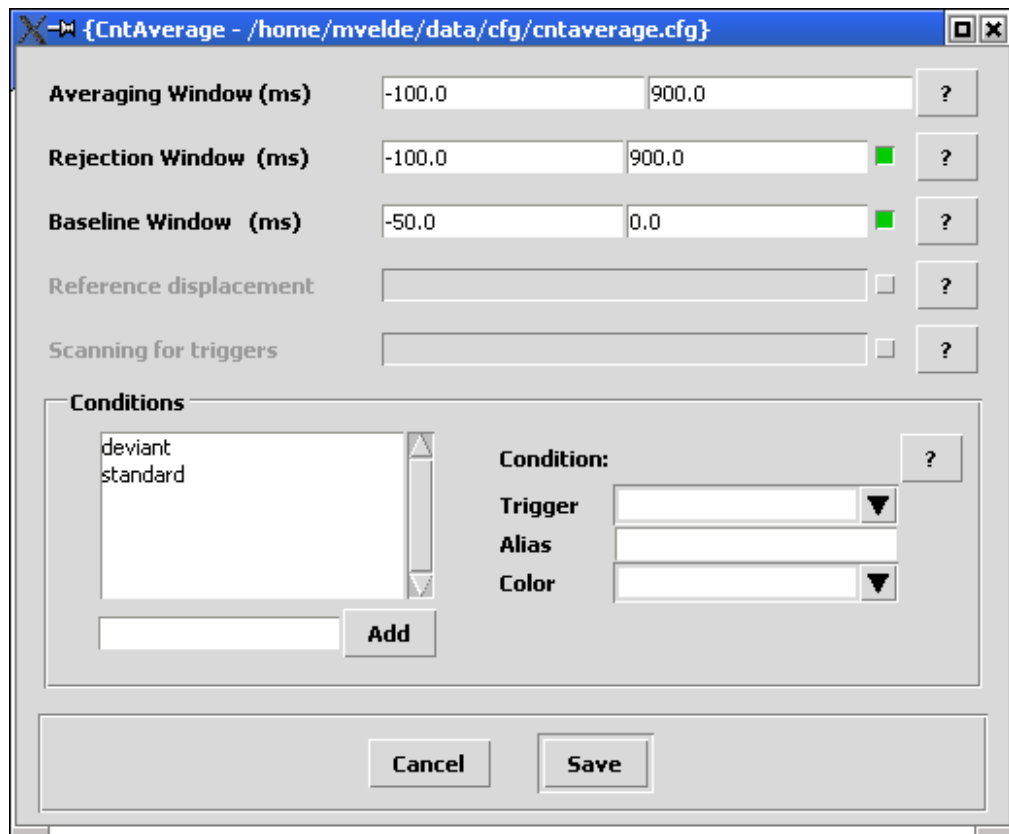 {CntAverage - /home/mvelde/data/cfg/cntaverage.cfg}
Averaging Window (ms) -100.0 900.0 ?
Rejection Window (ms) -100.0 900.0 ?
Baseline Window (ms) -50.0 0.0 ?
Reference displacement ?
Scanning for triggers ?
Conditions
deviant
standard
Add
Condition: ?
Trigger
Alias
Color
Cancel Save